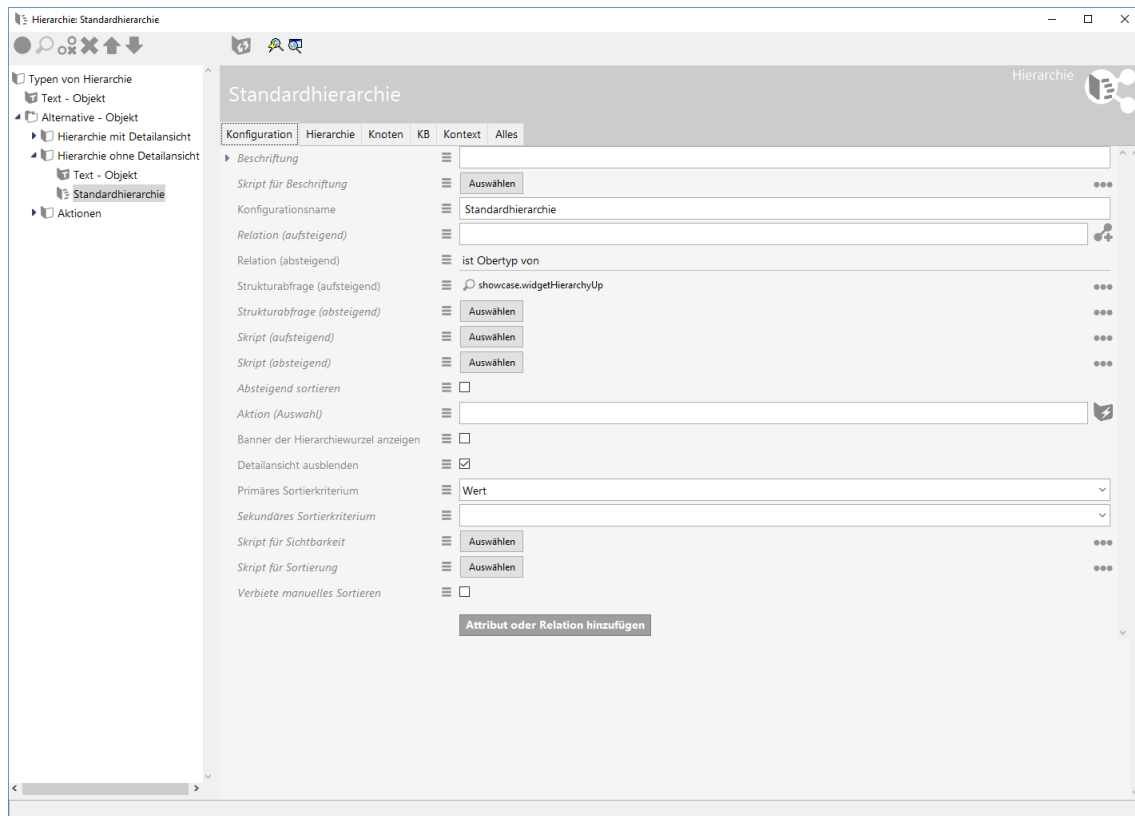 Hierarchie: Standardhierarchie
Typen von Hierarchie
Text - Objekt
Alternative - Objekt
Hierarchie mit Detailansicht
Hierarchie ohne Detailansicht
Text - Objekt
Standardhierarchie
Aktionen
Hierarchie
Standardhierarchie
Konfiguration Hierarchie Knoten KB Kontext Alles
Beschriftung
Skript für Beschriftung Auswählen
Konfigurationsname Standardhierarchie
Relation (aufsteigend)
Relation (absteigend) ist Obertyp von
Strukturabfrage (aufsteigend) showcase.widgetHierarchyUp
Strukturabfrage (absteigend) Auswählen
Skript (aufsteigend) Auswählen
Skript (absteigend) Auswählen
Absteigend sortieren
Aktion (Auswahl)
Banner der Hierarchiewurzel anzeigen
Detailansicht ausblenden
Primäres Sortierkriterium Wert
Sekundäres Sortierkriterium
Skript für Sichtbarkeit Auswählen
Skript für Sortierung Auswählen
Verbiete manuelles Sortieren
Attribut oder Relation hinzufügen